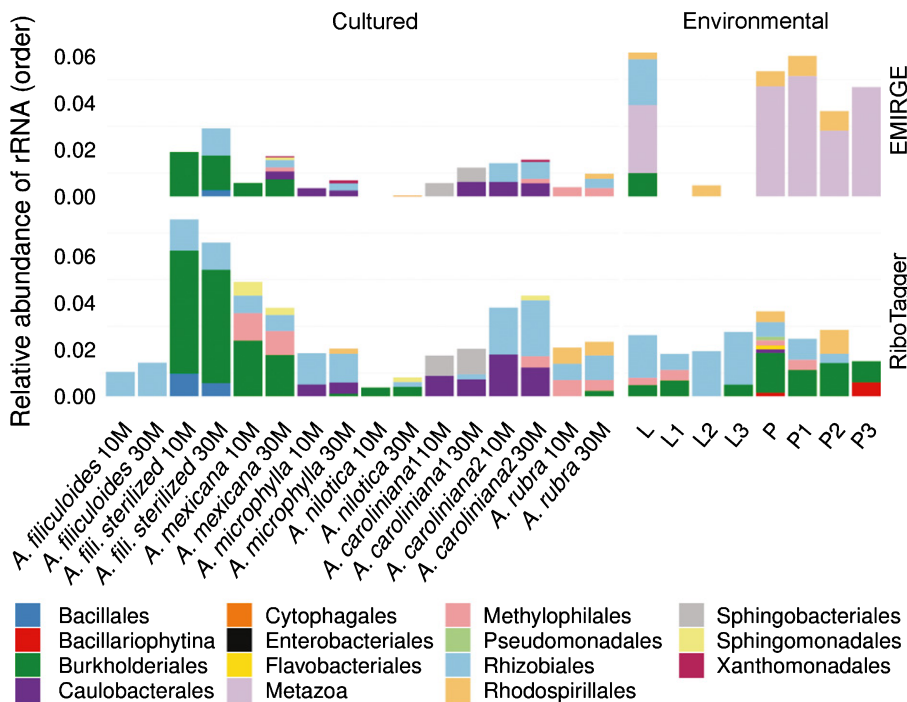 Cultured Environmental
Relative abundance of rRNA (order)
0.06
0.04
0.02
0.00
EMIRGE
0.06
0.04
0.02
0.00
RiboTagger
A. filiculoides 10M
A. filiculoides 30M
A. fili. sterilized 10M
A. fili. sterilized 30M
A. mexicana 10M
A. mexicana 30M
A. microphylla 10M
A. microphylla 30M
A. nilotica 10M
A. nilotica 30M
A. caroliniana1 10M
A. caroliniana1 30M
A. caroliniana2 10M
A. caroliniana2 30M
A. rubra 10M
A. rubra 30M
L
L1
L2
L3
P
P1
P2
P3
Bacillales Cytophagales Methylophilales Sphingobacteriales
Bacillariophytina Enterobacteriales Pseudomonadales Sphingomonadales
Burkholderiales Flavobacteriales Rhizobiales Xanthomonadales
Caulobacterales Metazoa Rhodospirillales